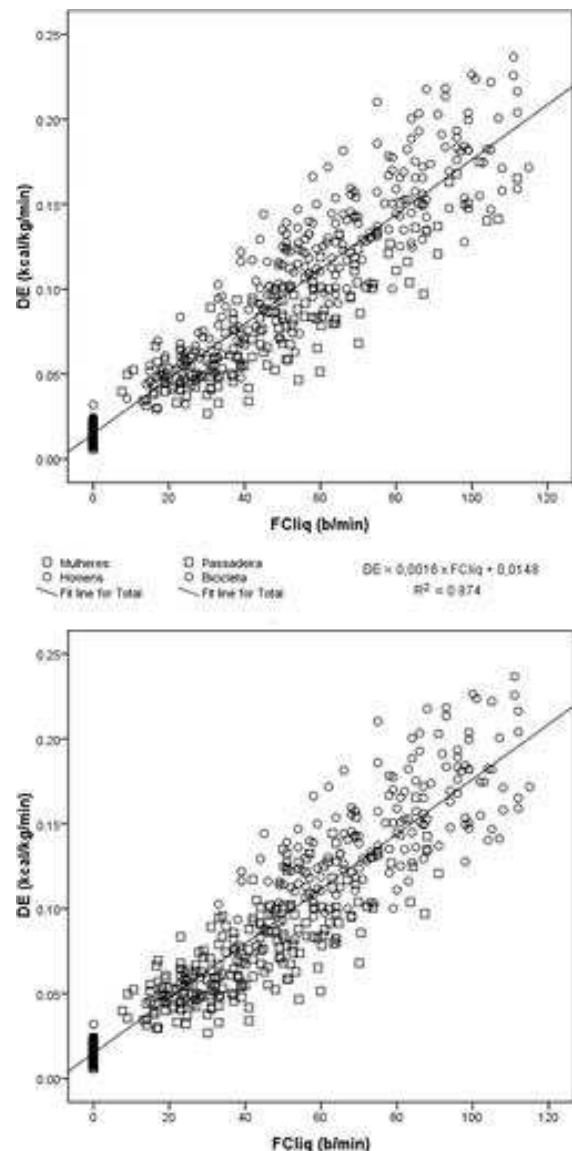 0.25
0.20
0.15
0.10
0.05
0.00
DE (kcal/kg/min)
0 20 40 60 80 100 120
FCliq (b/min)
Mulheres
Homens
Fit line for Total
Passadeira
Bicicleta
Fit line for Total
DE = 0,0016 x FCliq + 0,0148
R² = 0.874
0.25
0.20
0.15
0.10
0.05
0.00
DE (kcal/kg/min)
0 20 40 60 80 100 120
FCliq (b/min)